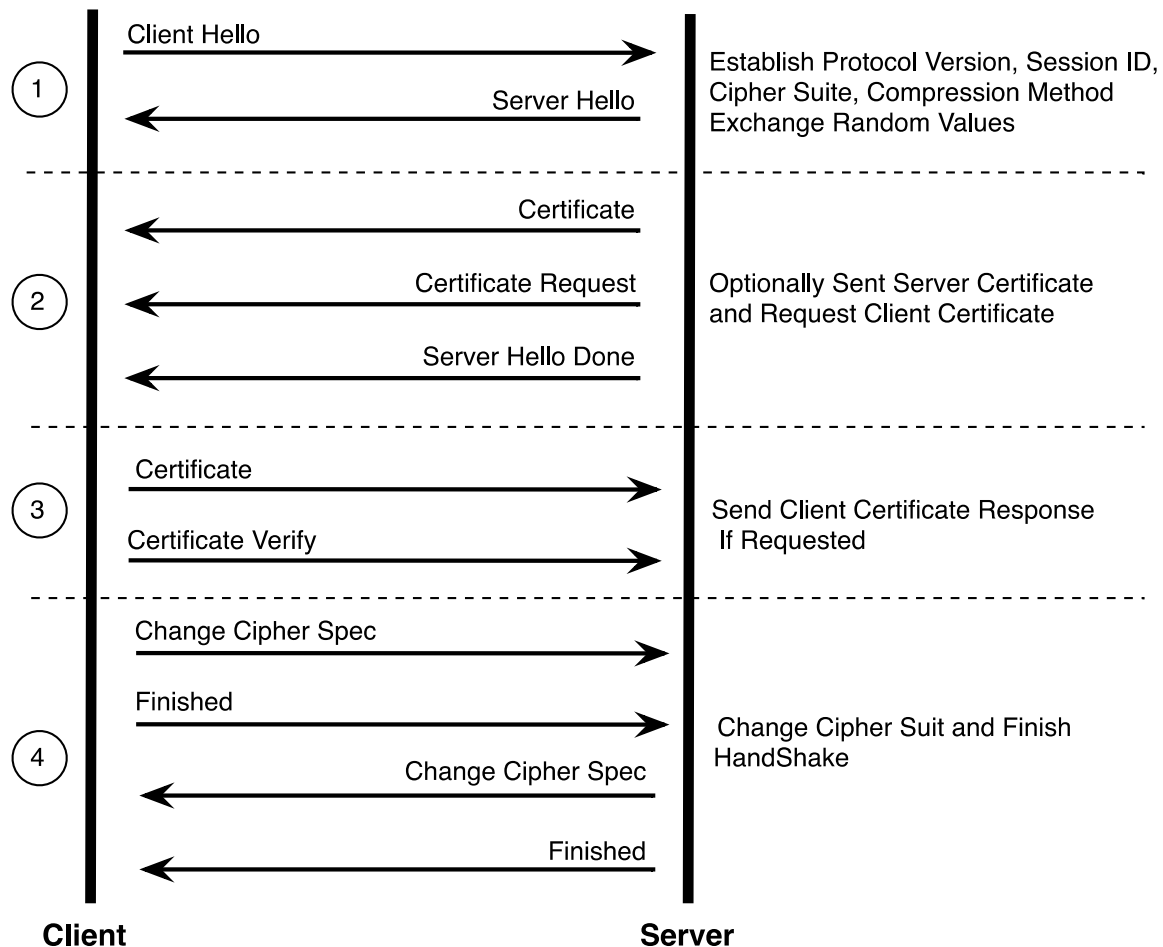 Client Hello
1
Server Hello
Establish Protocol Version, Session ID,
Cipher Suite, Compression Method
Exchange Random Values
Certificate
2
Certificate Request
Server Hello Done
Optionally Sent Server Certificate
and Request Client Certificate
Certificate
3
Certificate Verify
Send Client Certificate Response
If Requested
Change Cipher Spec
Finished
4
Change Cipher Spec
Finished
Change Cipher Suit and Finish
HandShake
Client
Server